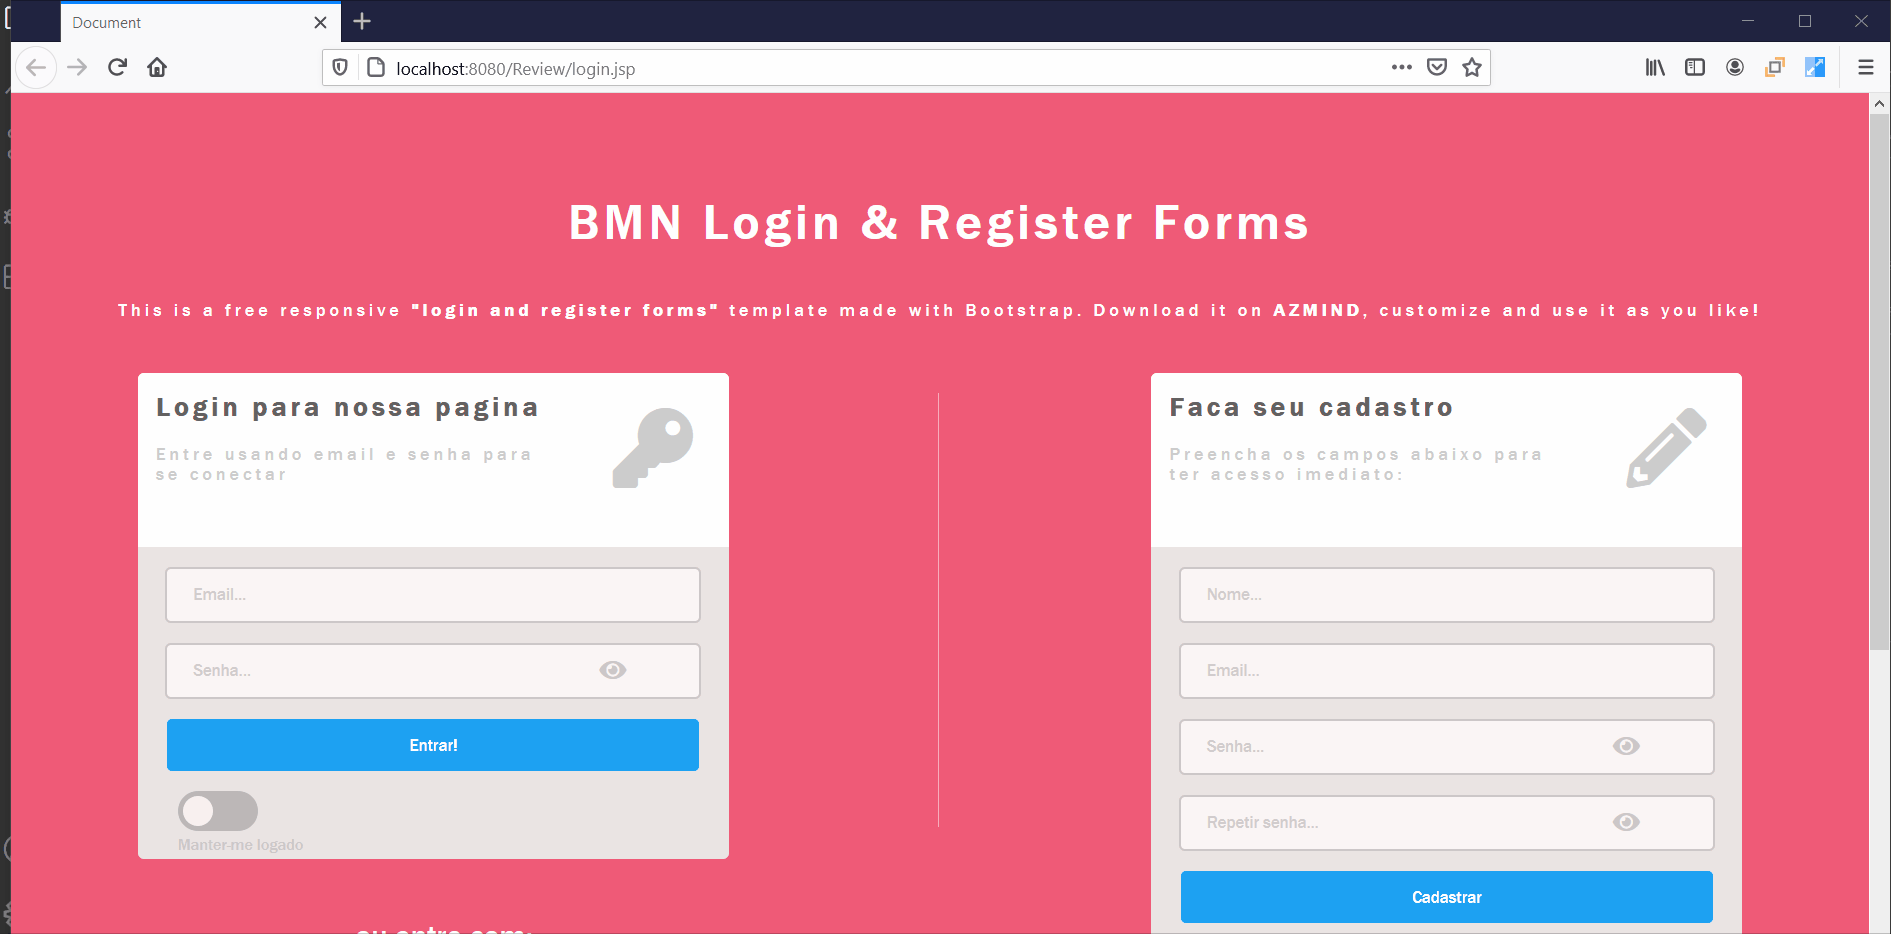 Document
localhost:8080/Review/login.jsp
BMN Login & Register Forms
This is a free responsive "login and register forms" template made with Bootstrap. Download it on AZMIND, customize and use it as you like!
Login para nossa pagina
Entre usando email e senha para
se conectar
Email...
Senha...
Entrar!
Manter-me logado
ou entre com:
Faca seu cadastro
Preencha os campos abaixo para
ter acesso imediato:
Nome...
Email...
Senha...
Repetir senha...
Cadastrar